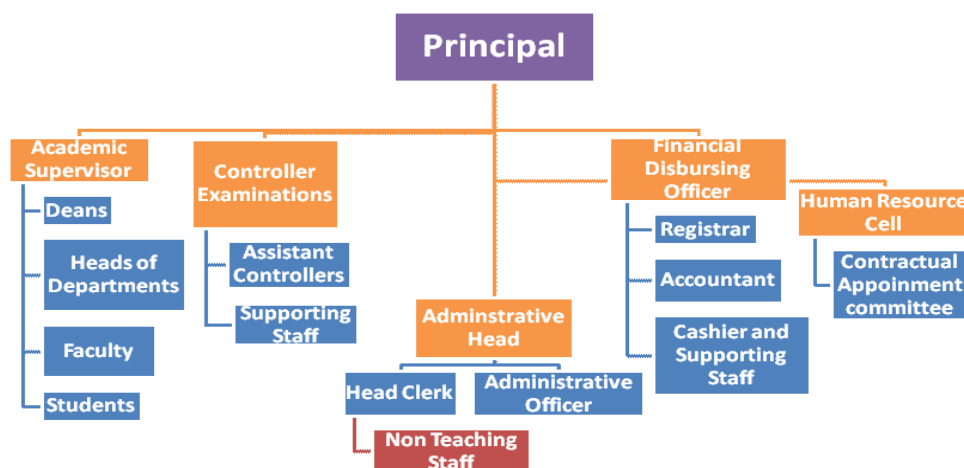 Principal
Academic
Supervisor
Deans
Heads of
Departments
Faculty
Students
Controller
Examinations
Assistant
Controllers
Supporting
Staff
Adminstrative
Head
Head Clerk
Non Teaching
Staff
Administrative
Officer
Financial
Disbursing
Officer
Registrar
Accountant
Cashier and
Supporting
Staff
Human Resource
Cell
Contractual
Appoinment
committee